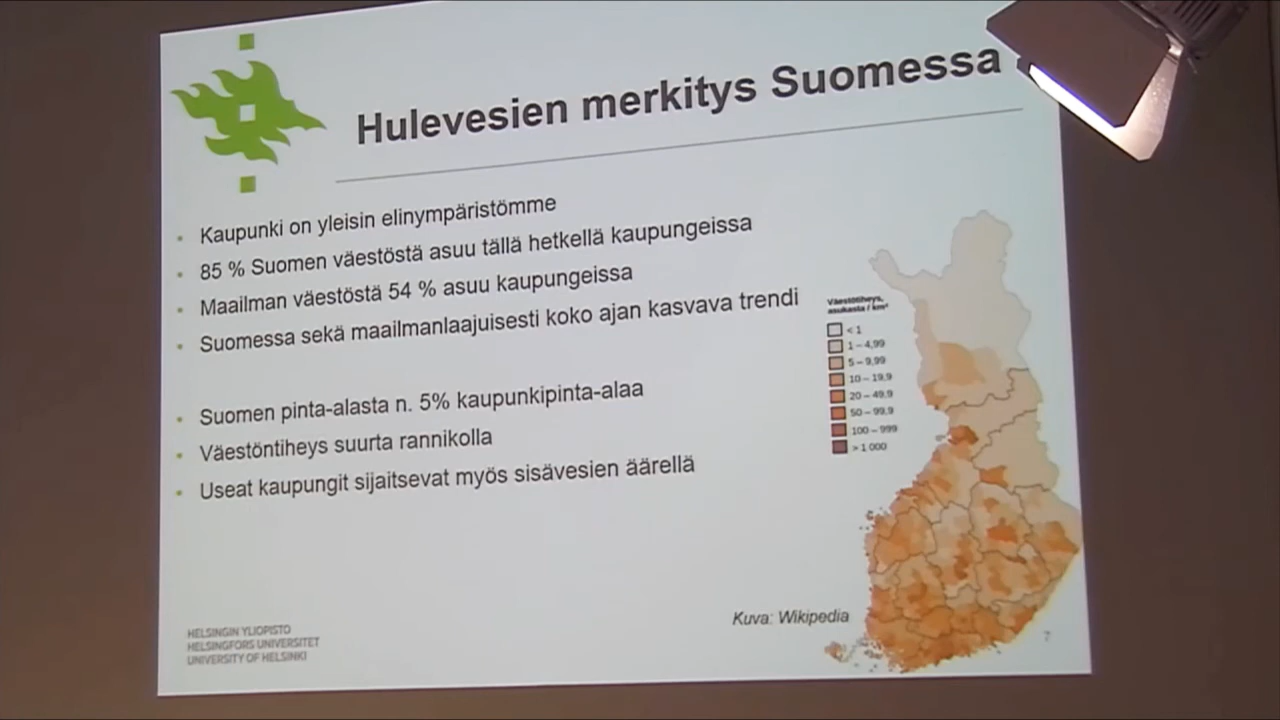 Hulevesien merkitys Suomessa
Kaupunki on yleisin elinympäristömme
85 % Suomen väestöstä asuu tällä hetkellä kaupungeissa
Maailman väestöstä 54 % asuu kaupungeissa
Suomessa sekä maailmanlaajuisesti koko ajan kasvava trendi
Suomen pinta-alasta n. 5% kaupunkipinta-alaa
Väestöntiheys suurta rannikolla
Useat kaupungit sijaitsevat myös sisävesien äärellä
Väestötiheys,
asukasta / km²
< 1
1 – 4,99
5 – 9,99
10 – 19,9
20 – 49,9
50 – 99,9
100 – 999
> 1 000
Kuva: Wikipedia
HELSINGIN YLIOPISTO
HELSINGFORS UNIVERSITET
UNIVERSITY OF HELSINKI
7